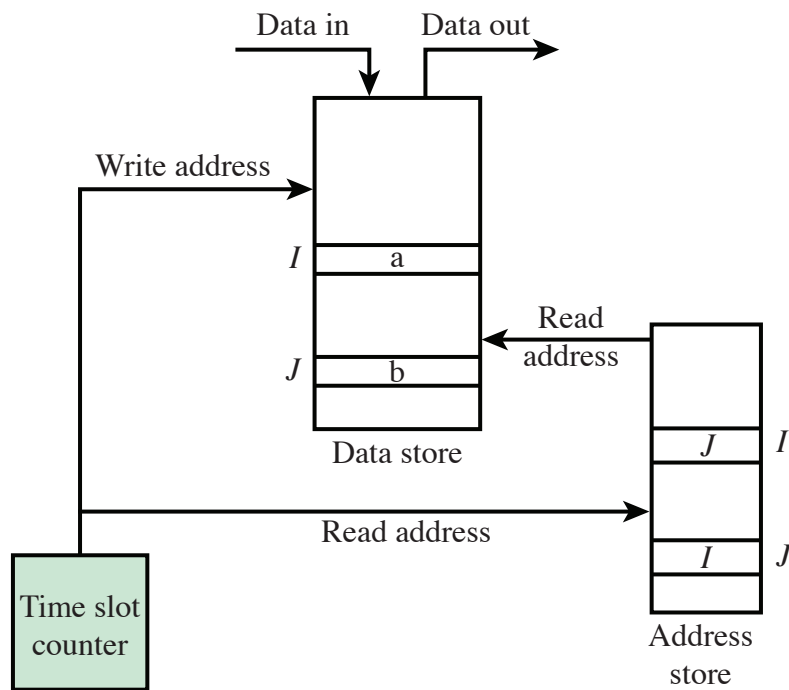 Data in
Data out
Write address
I
a
Read
address
J
b
Data store
J
I
Read address
I
J
Time slot
counter
Address
store